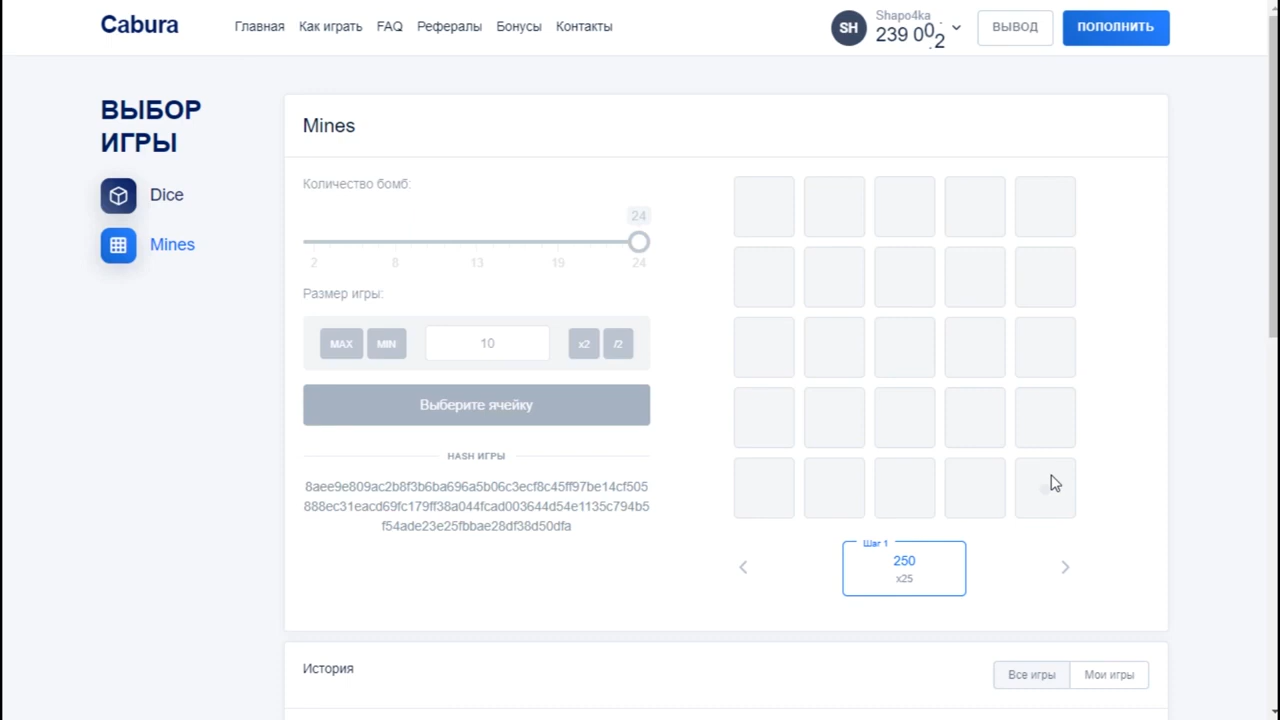 Cabura
Главная Как играть FAQ Рефералы Бонусы Контакты
SH
Shapo4ka
ВЫВОД
ПОПОЛНИТЬ
ВЫБОР
ИГРЫ
Dice
Mines
Mines
Количество бомб:
24
2 8 13 19 24
Размер игры:
MAX MIN 10 x2 /2
Выберите ячейку
HASH ИГРЫ
8aee9e809ac2b8f3b6ba696a5b06c3ecf8c45ff97be14cf505
888ec31eacd69fc179ff38a044fcad003644d54e1135c794b5
f54ade23e25fbbae28df38d50dfa
Шаг 1
250
x25
История
Все игры Мои игры